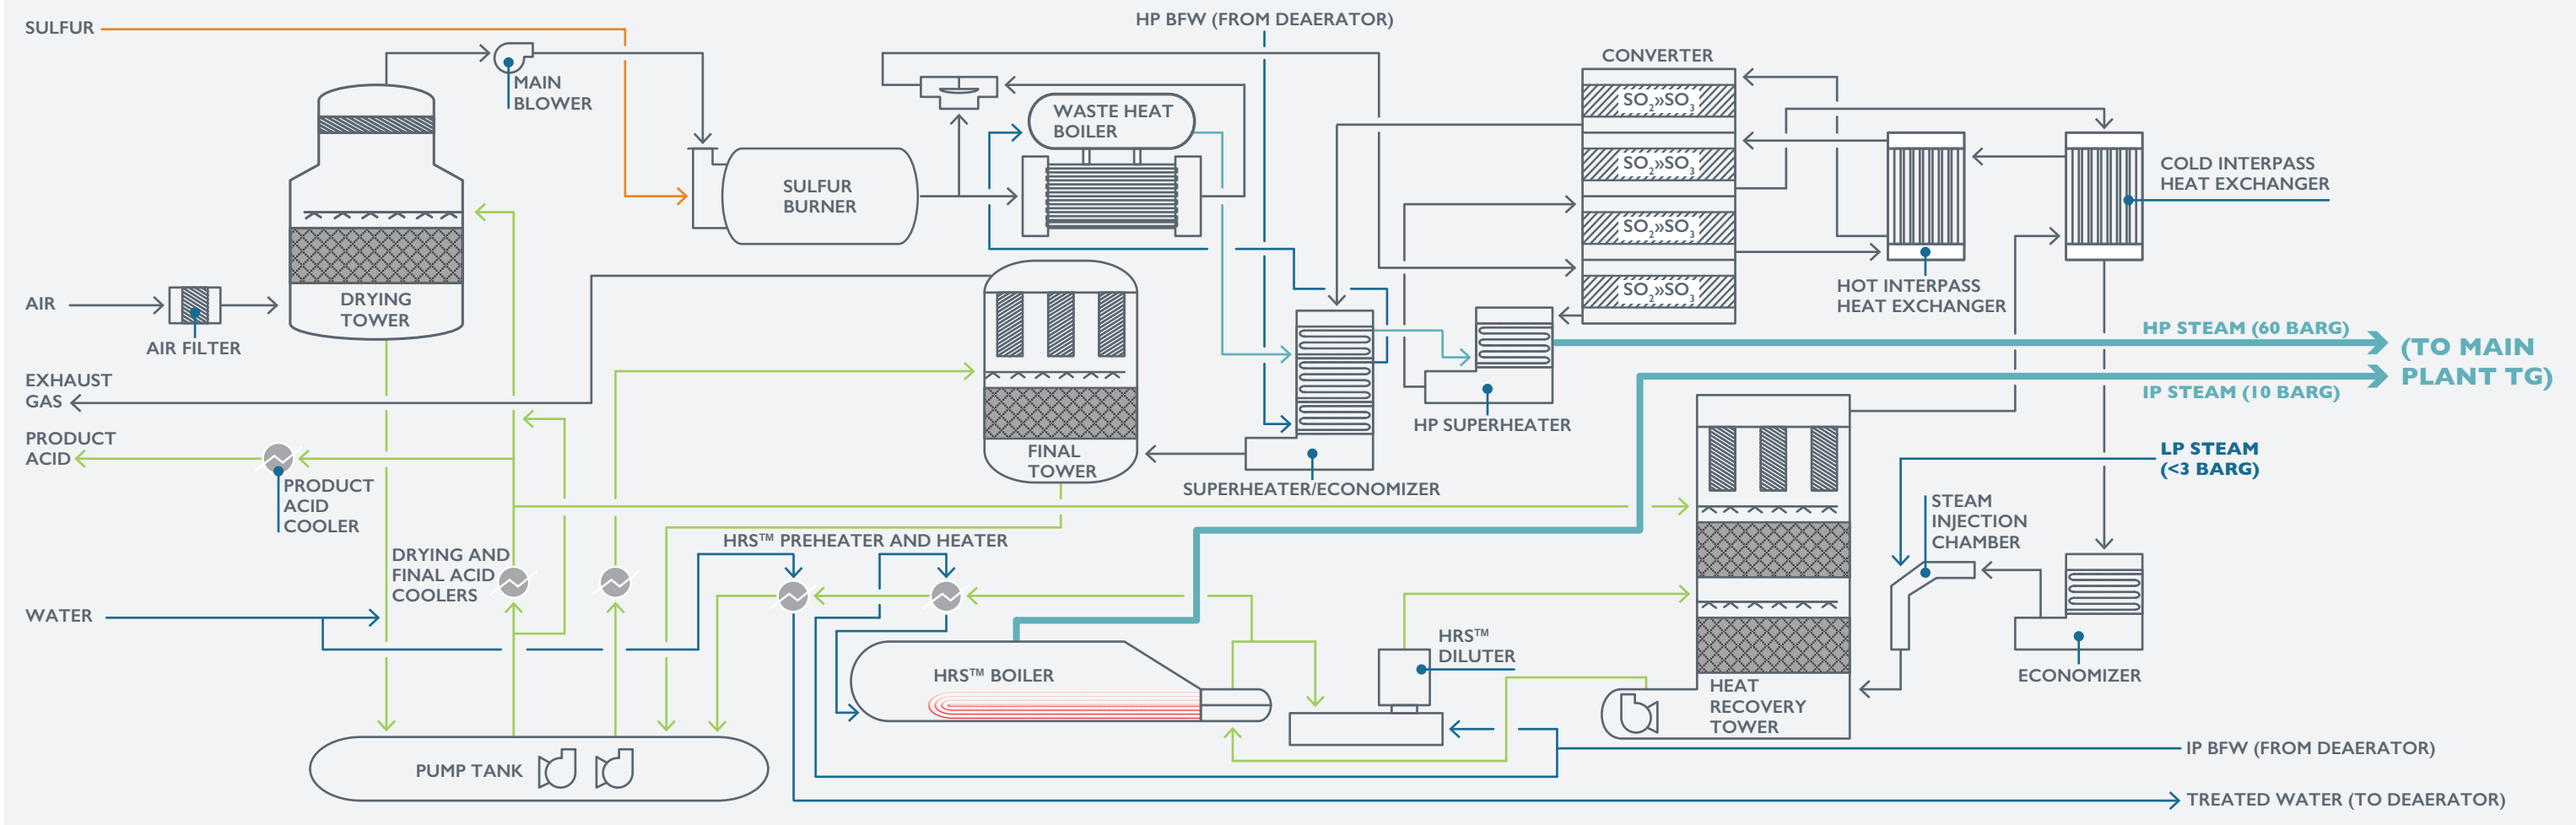 HP BFW (FROM DEAERATOR)
SULFUR
CONVERTER
MAIN
BLOWER
SO2»SO3
WASTE HEAT
BOILER
SO2»SO3
COLD INTERPASS
HEAT EXCHANGER
SULFUR
BURNER
SO2»SO3
HOT INTERPASS
HEAT EXCHANGER
SO2»SO3
AIR
DRYING
TOWER
AIR FILTER
HP STEAM (60 BARG)
(TO MAIN
PLANT TG)
IP STEAM (10 BARG)
EXHAUST
GAS
HP SUPERHEATER
PRODUCT
ACID
FINAL
TOWER
LP STEAM
(<3 BARG)
PRODUCT
ACID
COOLER
SUPERHEATER/ECONOMIZER
STEAM
INJECTION
CHAMBER
HRS™ PREHEATER AND HEATER
DRYING AND
FINAL ACID
COOLERS
WATER
HRS™
DILUTER
HRS™ BOILER
ECONOMIZER
HEAT
RECOVERY
TOWER
IP BFW (FROM DEAERATOR)
PUMP TANK
TREATED WATER (TO DEAERATOR)